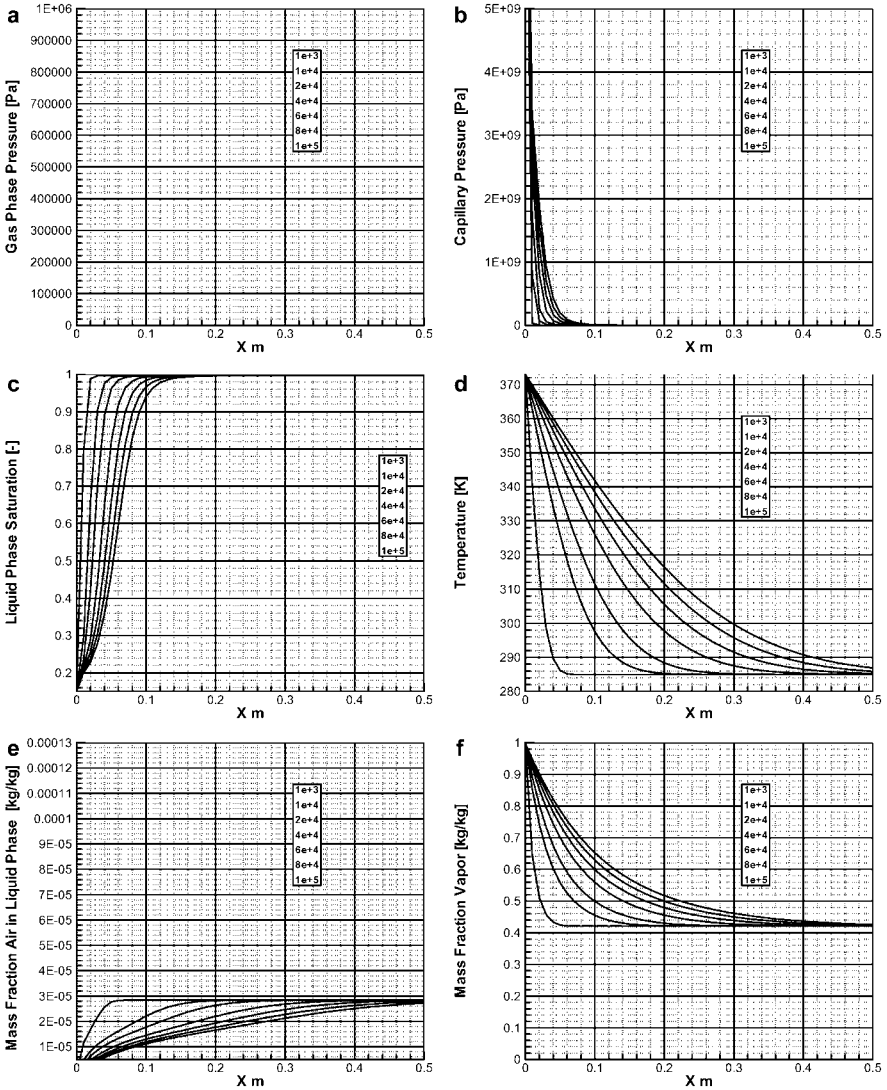 a
1E+06
900000
800000
700000
600000
500000
400000
300000
200000
100000
0
Gas Phase Pressure [Pa]
1e+3
1e+4
2e+4
4e+4
6e+4
8e+4
1e+5
0 0.1 0.2 0.3 0.4 0.5
X m
b
5E+09
4E+09
3E+09
2E+09
1E+09
0
Capillary Pressure [Pa]
1e+3
1e+4
2e+4
4e+4
6e+4
8e+4
1e+5
0 0.1 0.2 0.3 0.4 0.5
X m
c
1
0.9
0.8
0.7
0.6
0.5
0.4
0.3
0.2
Liquid Phase Saturation [-]
1e+3
1e+4
2e+4
4e+4
6e+4
8e+4
1e+5
0 0.1 0.2 0.3 0.4 0.5
X m
d
370
360
350
340
330
320
310
300
290
280
Temperature [K]
1e+3
1e+4
2e+4
4e+4
6e+4
8e+4
1e+5
0 0.1 0.2 0.3 0.4 0.5
X m
e
0.00013
0.00012
0.00011
0.0001
9E-05
8E-05
7E-05
6E-05
5E-05
4E-05
3E-05
2E-05
1E-05
Mass Fraction Air in Liquid Phase [kg/kg]
1e+3
1e+4
2e+4
4e+4
6e+4
8e+4
1e+5
0 0.1 0.2 0.3 0.4 0.5
X m
f
1
0.9
0.8
0.7
0.6
0.5
0.4
0.3
0.2
0.1
0
Mass Fraction Vapor [kg/kg]
1e+3
1e+4
2e+4
4e+4
6e+4
8e+4
1e+5
0 0.1 0.2 0.3 0.4 0.5
X m